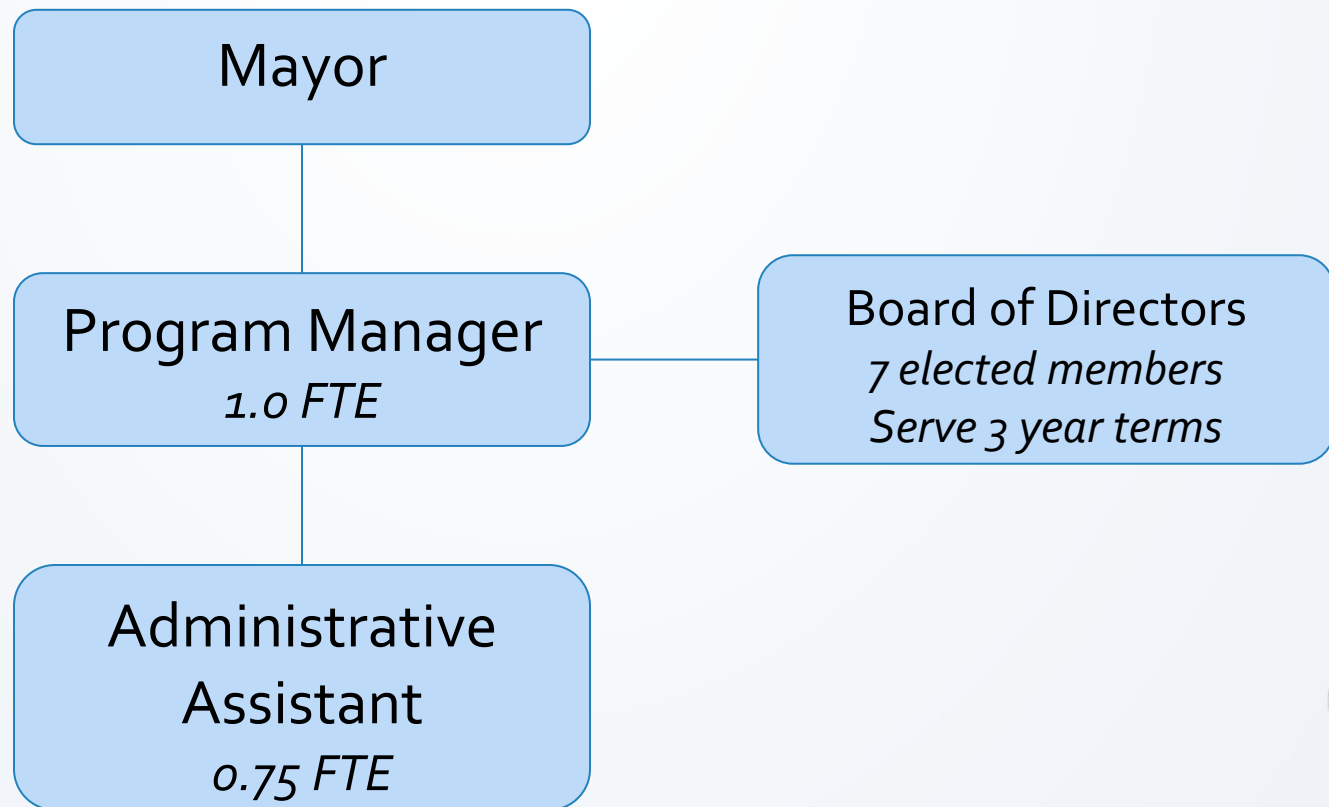 Mayor
Program Manager
1.0 FTE
Board of Directors
7 elected members
Serve 3 year terms
Administrative
Assistant
0.75 FTE